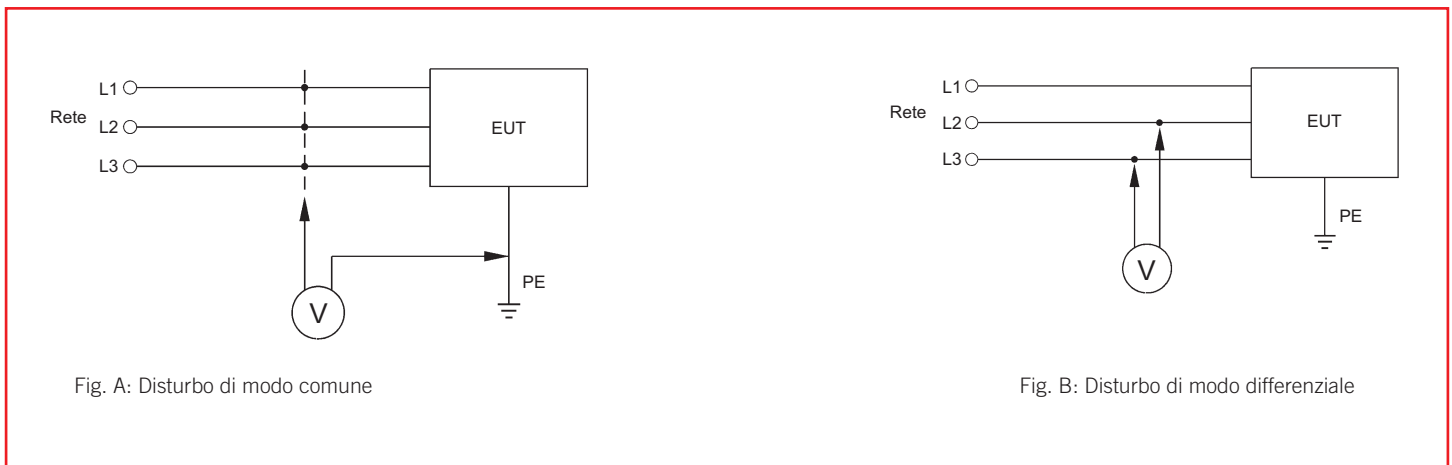 L1
Rete
L2
EUT
L3
PE
V
Fig. A: Disturbo di modo comune
L1
Rete
L2
EUT
L3
PE
V
Fig. B: Disturbo di modo differenziale